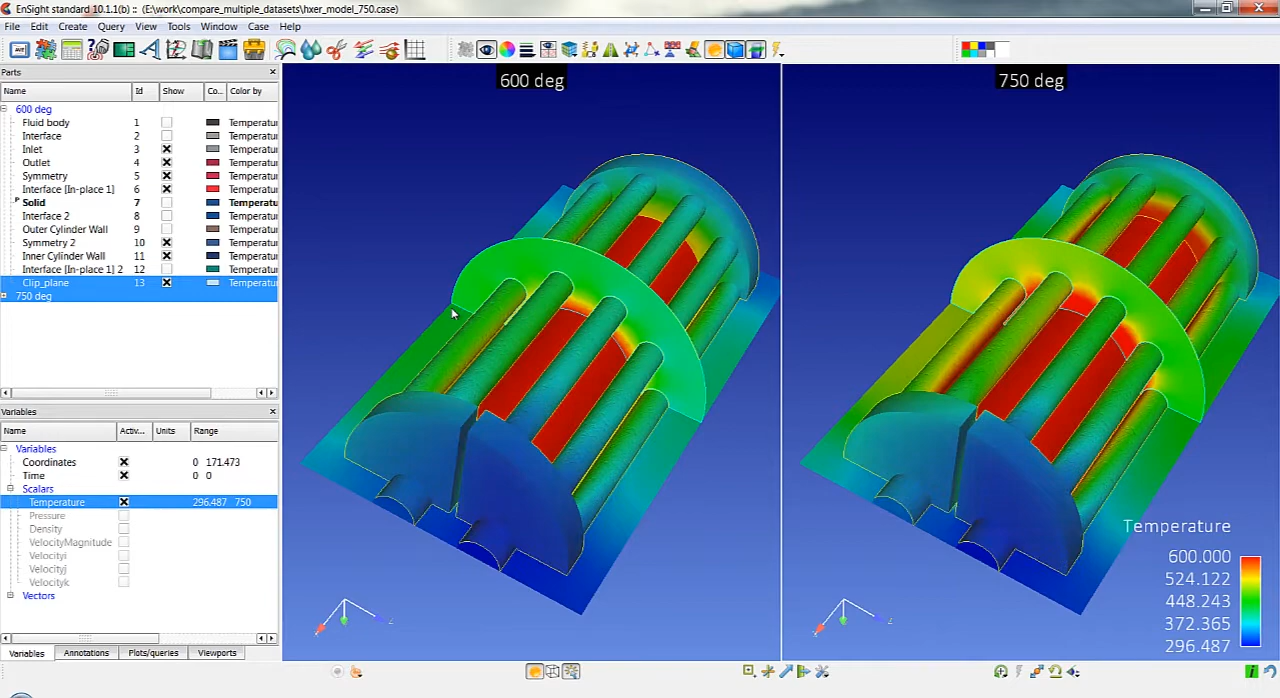 EnSight standard 10.1.1(b) :: (E:\work\compare_multiple_datasets\hxer_model_750.case)
File Edit Create Query View Tools Window Case Help
Parts
Name Id Show Co... Color by
600 deg
Fluid body 1 Temperatu
Interface 2 Temperatu
Inlet 3 Temperatu
Outlet 4 Temperatu
Symmetry 5 Temperatu
Interface [In-place 1] 6 Temperatu
P Solid 7 Temperatu
Interface 2 8 Temperatu
Outer Cylinder Wall 9 Temperatu
Symmetry 2 10 Temperatu
Inner Cylinder Wall 11 Temperatu
Interface [In-place 1] 2 12 Temperatu
Clip_plane 13 Temperatu
750 deg
Variables
Name Activ... Units Range
Variables
Coordinates 0 171.473
Time 0 0
Scalars
Temperature 296.487 750
Pressure
Density
VelocityMagnitude
Velocityi
Velocityj
Velocityk
Vectors
Variables Annotations Plots/queries Viewports
600 deg
750 deg
Temperature
600.000
524.122
448.243
372.365
296.487